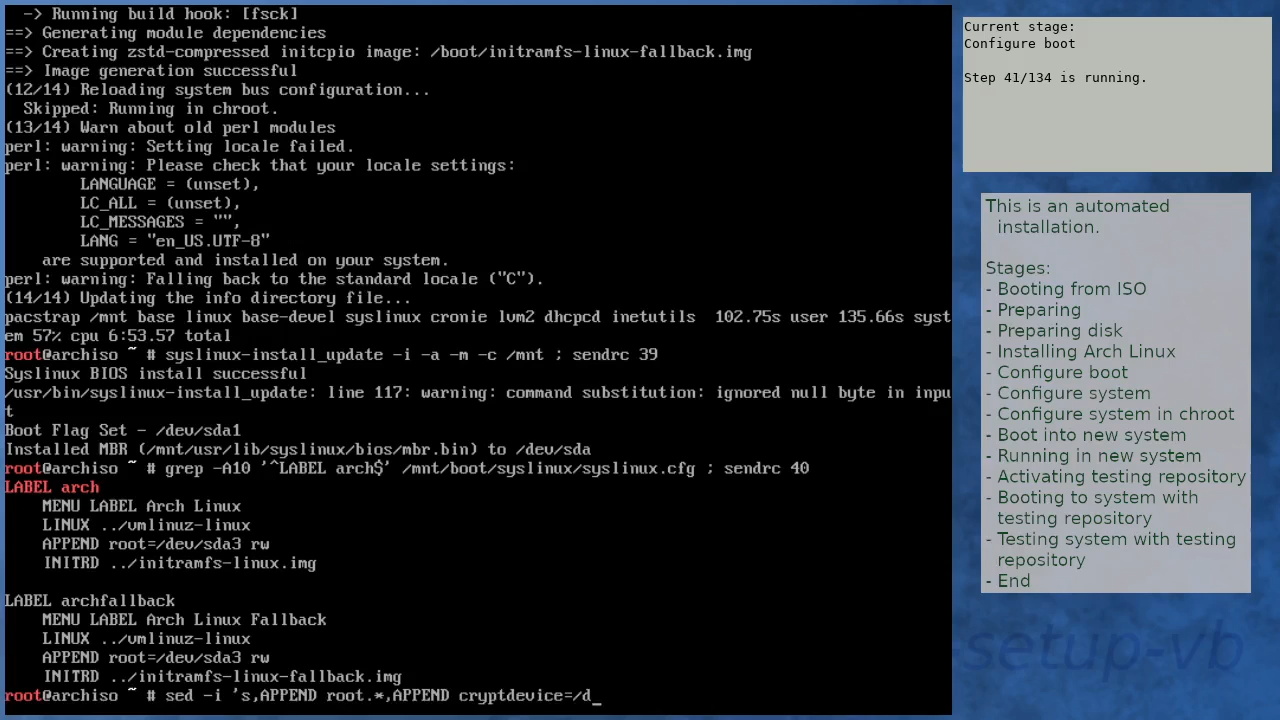 -> Running build hook: [fsck]
==> Generating module dependencies
==> Creating zstd-compressed initcpio image: /boot/initramfs-linux-fallback.img
==> Image generation successful
(12/14) Reloading system bus configuration...
  Skipped: Running in chroot.
(13/14) Warn about old perl modules
perl: warning: Setting locale failed.
perl: warning: Please check that your locale settings:
        LANGUAGE = (unset),
        LC_ALL = (unset),
        LC_MESSAGES = "",
        LANG = "en_US.UTF-8"
    are supported and installed on your system.
perl: warning: Falling back to the standard locale ("C").
(14/14) Updating the info directory file...
pacstrap /mnt base linux base-devel syslinux cronie lvm2 dhcpcd inetutils  102.75s user 135.66s syst
em 57% cpu 6:53.57 total
root@archiso ~ # syslinux-install_update -i -a -m -c /mnt ; sendrc 39
Syslinux BIOS install successful
/usr/bin/syslinux-install_update: line 117: warning: command substitution: ignored null byte in inpu
t
Boot Flag Set - /dev/sda1
Installed MBR (/mnt/usr/lib/syslinux/bios/mbr.bin) to /dev/sda
root@archiso ~ # grep -A10 '^LABEL arch$' /mnt/boot/syslinux/syslinux.cfg ; sendrc 40
LABEL arch
    MENU LABEL Arch Linux
    LINUX ../vmlinuz-linux
    APPEND root=/dev/sda3 rw
    INITRD ../initramfs-linux.img
LABEL archfallback
    MENU LABEL Arch Linux Fallback
    LINUX ../vmlinuz-linux
    APPEND root=/dev/sda3 rw
    INITRD ../initramfs-linux-fallback.img
root@archiso ~ # sed -i 's,APPEND root.*,APPEND cryptdevice=/d_
Current stage:
Configure boot
Step 41/134 is running.
This is an automated
installation.
Stages:
- Booting from ISO
- Preparing
- Preparing disk
- Installing Arch Linux
- Configure boot
- Configure system
- Configure system in chroot
- Boot into new system
- Running in new system
- Activating testing repository
- Booting to system with
testing repository
- Testing system with testing
repository
- End
-setup-vb